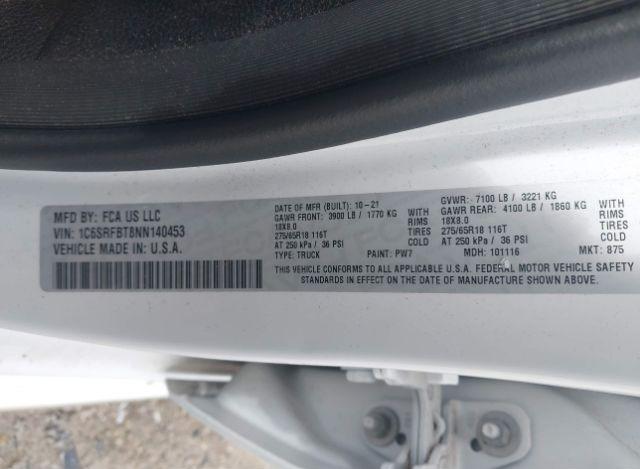 MFD BY: FCA US LLC
VIN: 1C6SRFBT8NN140453
VEHICLE MADE IN: U.S.A.
DATE OF MFR (BUILT): 10-21
GAWR FRONT: 3900 LB / 1770 KG WITH
18X8.0 RIMS
275/65R18 116T TIRES
AT 250 kPa / 36 PSI COLD
TYPE: TRUCK PAINT: PW7
GVWR: 7100 LB / 3221 KG
GAWR REAR: 4100 LB / 1860 KG WITH
18X8.0 RIMS
275/65R18 116T TIRES
AT 250 kPa / 36 PSI COLD
MDH: 101116 MKT: 875
THIS VEHICLE CONFORMS TO ALL APPLICABLE U.S.A. FEDERAL MOTOR VEHICLE SAFETY
STANDARDS IN EFFECT ON THE DATE OF MANUFACTURE SHOWN ABOVE.